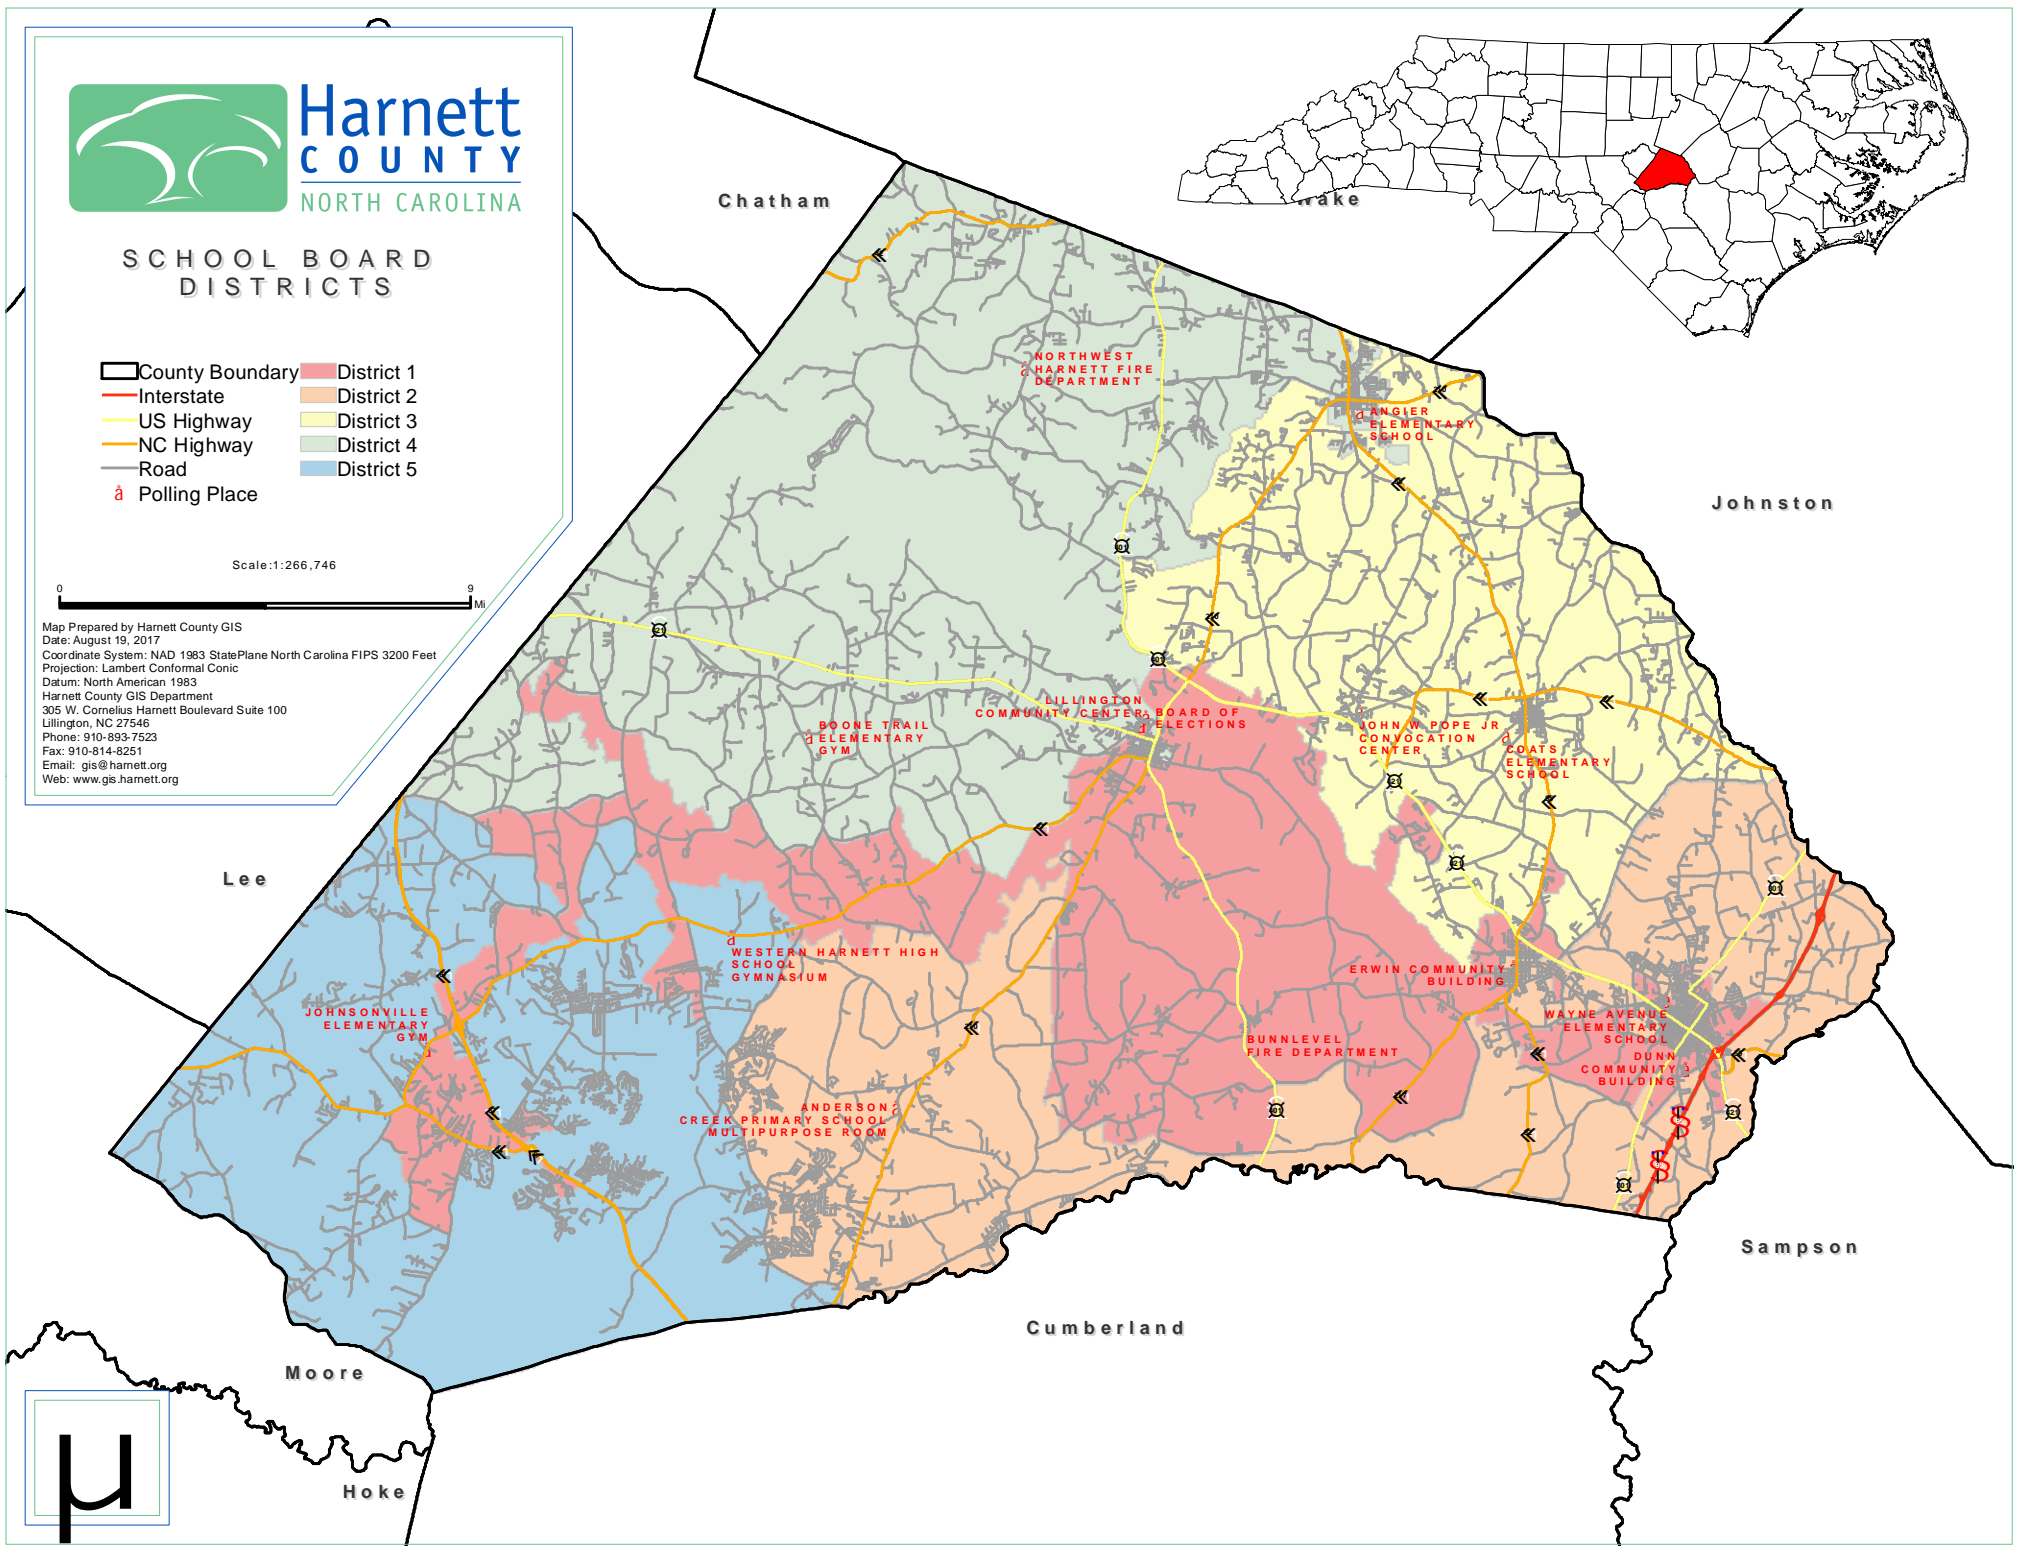 Harnett
COUNTY
NORTH CAROLINA
SCHOOL BOARD
DISTRICTS
County Boundary
Interstate
US Highway
NC Highway
Road
å Polling Place
District 1
District 2
District 3
District 4
District 5
Scale:1:266,746
0 9
Mi
Map Prepared by Harnett County GIS
Date: August 19, 2017
Coordinate System: NAD 1983 StatePlane North Carolina FIPS 3200 Feet
Projection: Lambert Conformal Conic
Datum: North American 1983
Harnett County GIS Department
305 W. Cornelius Harnett Boulevard Suite 100
Lillington, NC 27546
Phone: 910-893-7523
Fax: 910-814-8251
Email: gis@harnett.org
Web: www.gis.harnett.org
Chatham
Wake
Johnston
Lee
Sampson
Cumberland
Moore
Hoke
NORTHWEST
HARNETT FIRE
DEPARTMENT
ANGIER
ELEMENTARY
SCHOOL
LILLINGTON
COMMUNITY CENTER
BOARD OF
ELECTIONS
BOONE TRAIL
ELEMENTARY
GYM
JOHN W POPE JR
CONVOCATION
CENTER
COATS
ELEMENTARY
SCHOOL
WESTERN HARNETT HIGH
SCHOOL
GYMNASIUM
ERWIN COMMUNITY
BUILDING
JOHNSONVILLE
ELEMENTARY
GYM
WAYNE AVENUE
ELEMENTARY
SCHOOL
BUNNLEVEL
FIRE DEPARTMENT
DUNN
COMMUNITY
BUILDING
ANDERSON
CREEK PRIMARY SCHOOL
MULTIPURPOSE ROOM
µ